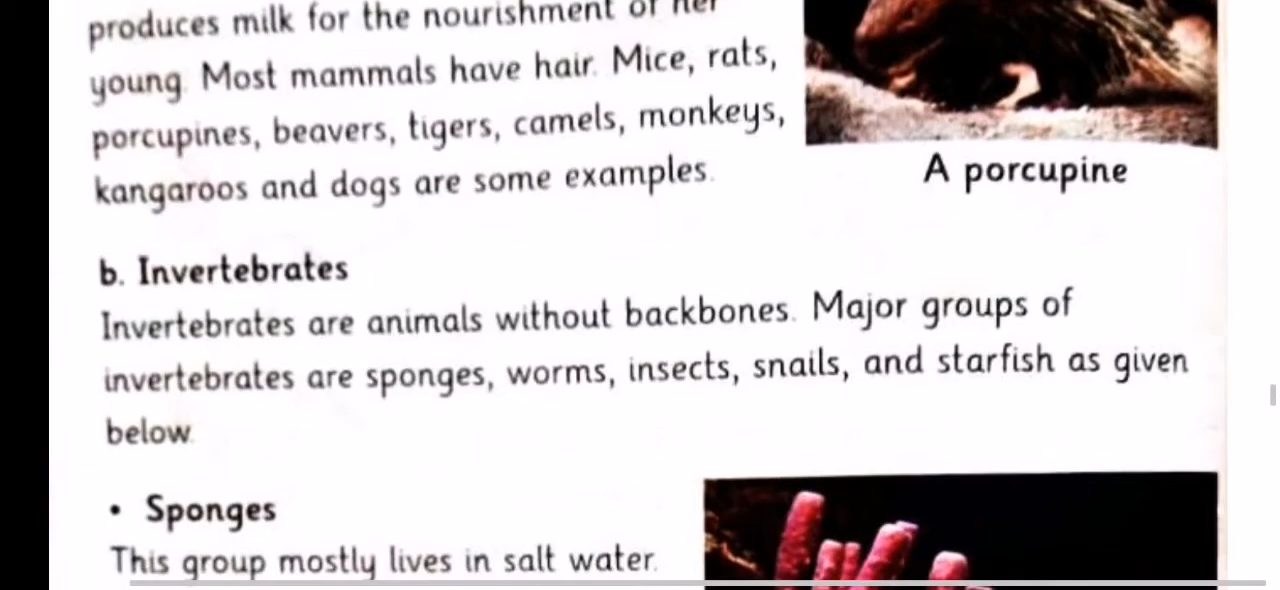 produces milk for the nourishment of her
young. Most mammals have hair. Mice, rats,
porcupines, beavers, tigers, camels, monkeys,
kangaroos and dogs are some examples.
A porcupine
b. Invertebrates
Invertebrates are animals without backbones. Major groups of
invertebrates are sponges, worms, insects, snails, and starfish as given
below.
• Sponges
This group mostly lives in salt water.